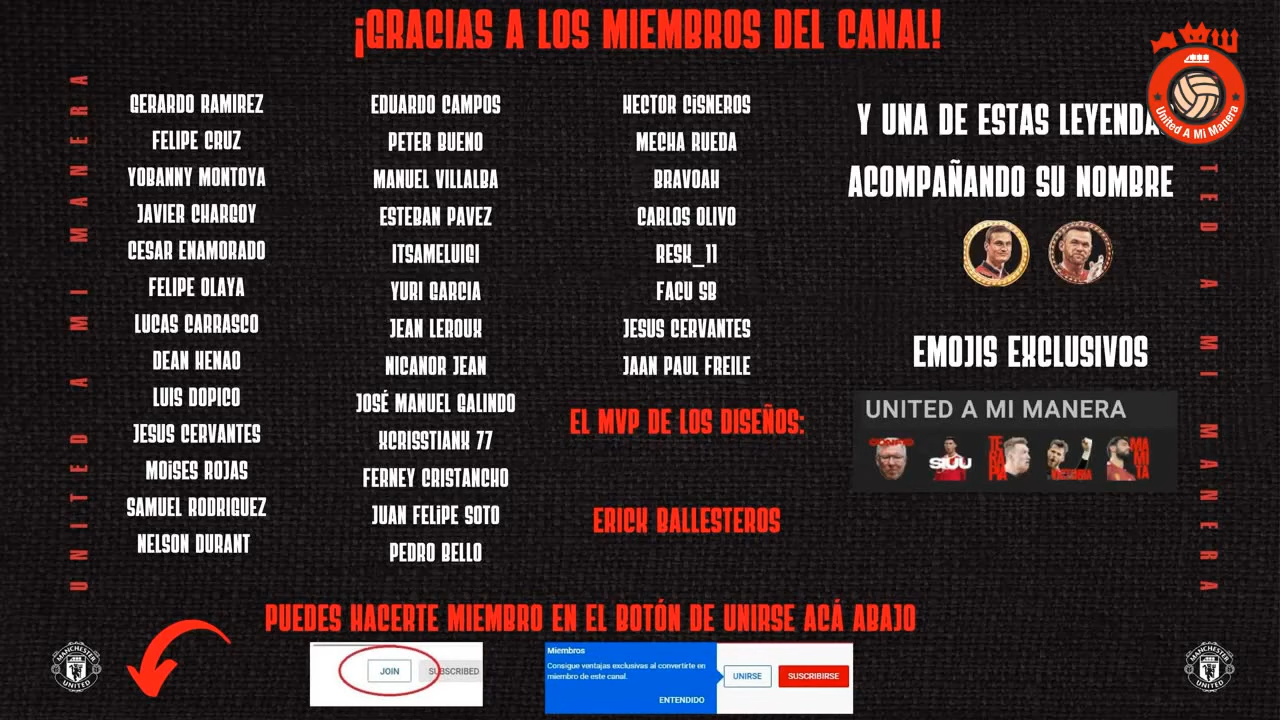 ¡GRACIAS A LOS MIEMBROS DEL CANAL!
GERARDO RAMIREZ
FELIPE CRUZ
YOBANNY MONTOYA
JAVIER CHARGOY
CESAR ENAMORADO
FELIPE OLAYA
LUCAS CARRASCO
DEAN HENAO
LUIS DOPICO
JESUS CERVANTES
MOISES ROJAS
SAMUEL RODRIGUEZ
NELSON DURANT
EDUARDO CAMPOS
PETER BUENO
MANUEL VILLALBA
ESTEBAN PAVEZ
ITSAMELUIGI
YURI GARCIA
JEAN LEROUX
NICANOR JEAN
JOSÉ MANUEL GALINDO
XCRISSTIANX 77
FERNEY CRISTANCHO
JUAN FELIPE SOTO
PEDRO BELLO
HECTOR CISNEROS
MECHA RUEDA
BRAVOAH
CARLOS OLIVO
RESK_11
FACU SB
JESUS CERVANTES
JAAN PAUL FREILE
EL MVP DE LOS DISEÑOS:
ERICK BALLESTEROS
Y UNA DE ESTAS LEYENDA
ACOMPAÑANDO SU NOMBRE
EMOJIS EXCLUSIVOS
UNITED A MI MANERA
SIUU
TERAPIA
MAMITA
United A Mi Manera
UNITED A MI MANERA
TED A MI MANERA
PUEDES HACERTE MIEMBRO EN EL BOTÓN DE UNIRSE ACÁ ABAJO
JOIN
SUBSCRIBED
Miembros
Consigue ventajas exclusivas al convertirte en
miembro de este canal.
ENTENDIDO
UNIRSE
SUSCRIBIRSE
MANCHESTER
UNITED
MANCHESTER
UNITED